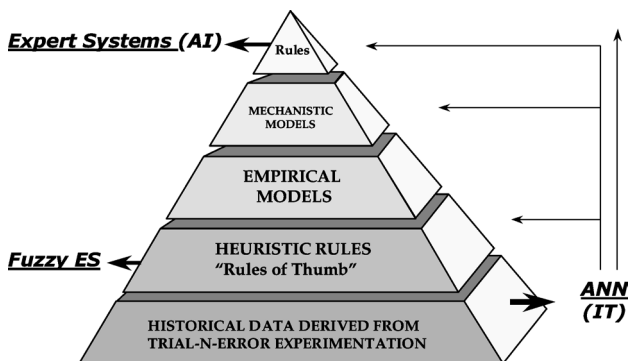 Expert Systems (AI)
Rules
MECHANISTIC
MODELS
EMPIRICAL
MODELS
HEURISTIC RULES
“Rules of Thumb”
Fuzzy ES
ANN
(IT)
HISTORICAL DATA DERIVED FROM
TRIAL-N-ERROR EXPERIMENTATION